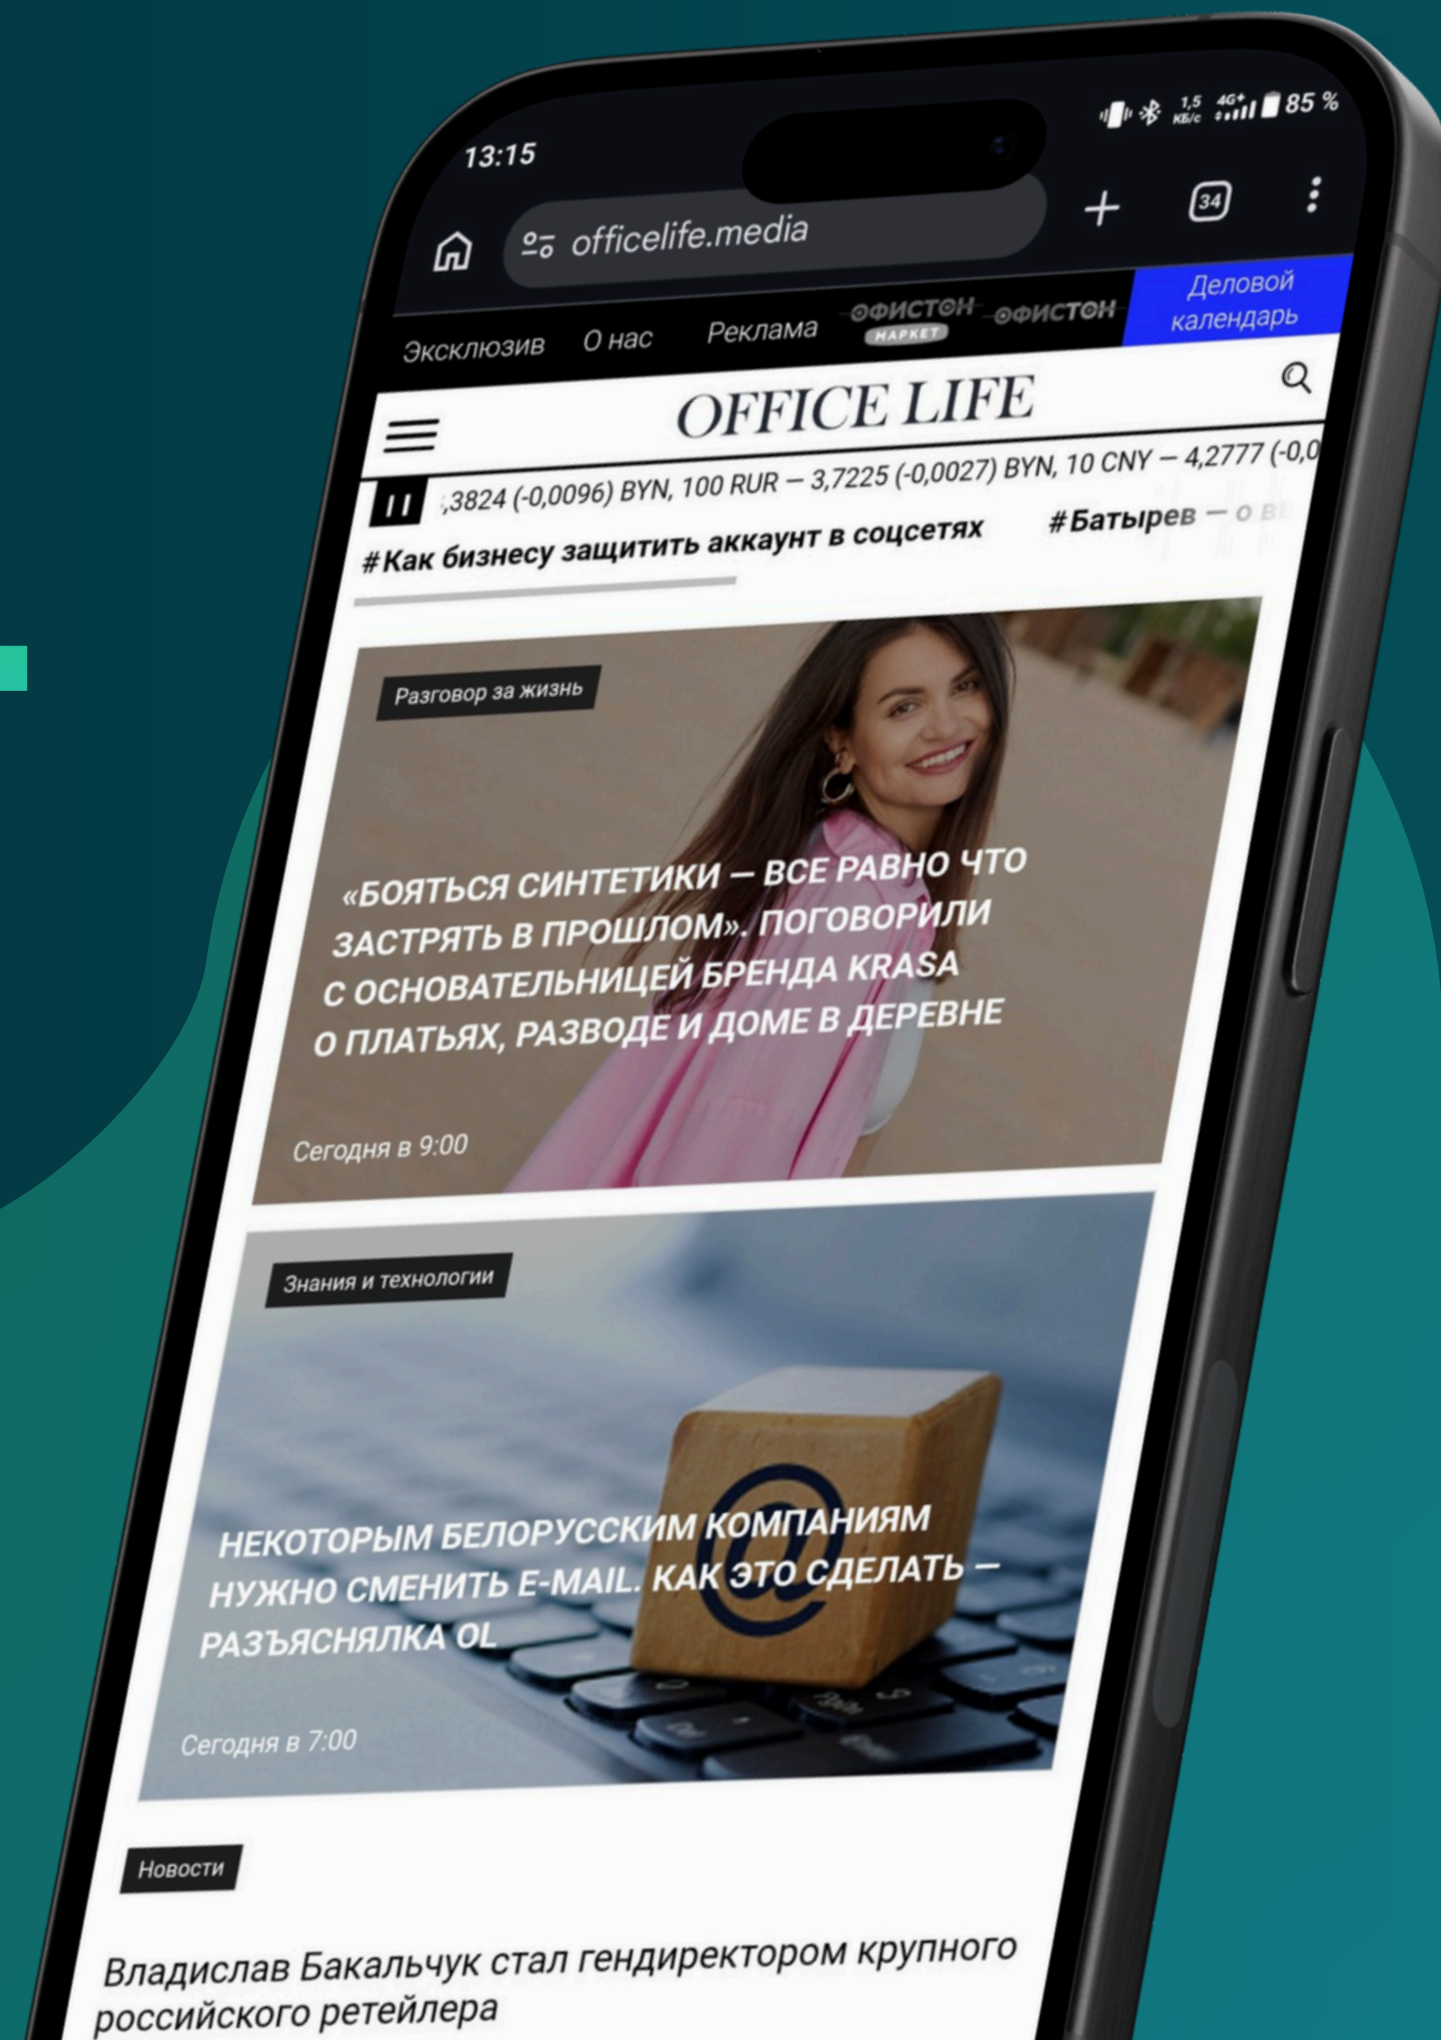 13:15
1,5
КБ/с
4G+
85 %
officelife.media
34
Эксклюзив
О нас
Реклама
ОФИСТОН
МАРКЕТ
ОФИСТОН
Деловой
календарь
OFFICE LIFE
,3824 (-0,0096) BYN, 100 RUR — 3,7225 (-0,0027) BYN, 10 CNY — 4,2777 (-0,0
#Как бизнесу защитить аккаунт в соцсетях
#Батырев — о
Разговор за жизнь
«БОЯТЬСЯ СИНТЕТИКИ — ВСЕ РАВНО ЧТО
ЗАСТРЯТЬ В ПРОШЛОМ». ПОГОВОРИЛИ
С ОСНОВАТЕЛЬНИЦЕЙ БРЕНДА KRASA
О ПЛАТЬЯХ, РАЗВОДЕ И ДОМЕ В ДЕРЕВНЕ
Сегодня в 9:00
Знания и технологии
@
НЕКОТОРЫМ БЕЛОРУССКИМ КОМПАНИЯМ
НУЖНО СМЕНИТЬ E-MAIL. КАК ЭТО СДЕЛАТЬ —
РАЗЪЯСНЯЛКА OL
Сегодня в 7:00
Новости
Владислав Бакальчук стал гендиректором крупного
российского ретейлера